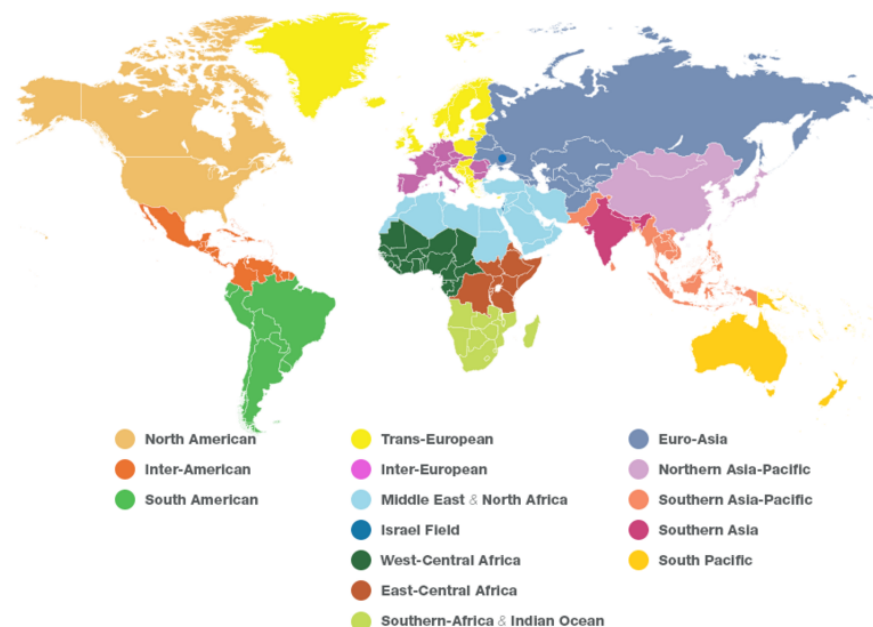 North American
Inter-American
South American
Trans-European
Inter-European
Middle East & North Africa
Israel Field
West-Central Africa
East-Central Africa
Southern-Africa & Indian Ocean
Euro-Asia
Northern Asia-Pacific
Southern Asia-Pacific
Southern Asia
South Pacific